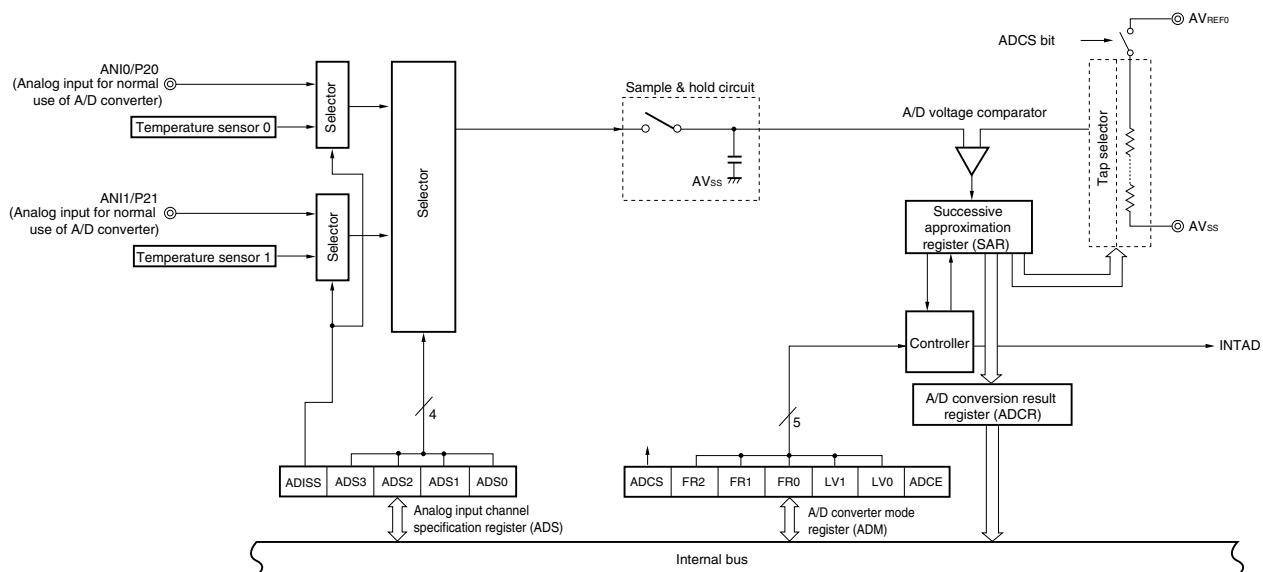 AVREF0
ADCS bit
ANI0/P20
(Analog input for normal
use of A/D converter)
Selector
Temperature sensor 0
Selector
Sample & hold circuit
AVSS
A/D voltage comparator
Tap selector
ANI1/P21
(Analog input for normal
use of A/D converter)
Selector
Temperature sensor 1
Successive
approximation
register (SAR)
AVSS
Controller
INTAD
4
5
A/D conversion result
register (ADCR)
ADISS ADS3 ADS2 ADS1 ADS0
ADCS FR2 FR1 FR0 LV1 LV0 ADCE
Analog input channel
specification register (ADS)
A/D converter mode
register (ADM)
Internal bus